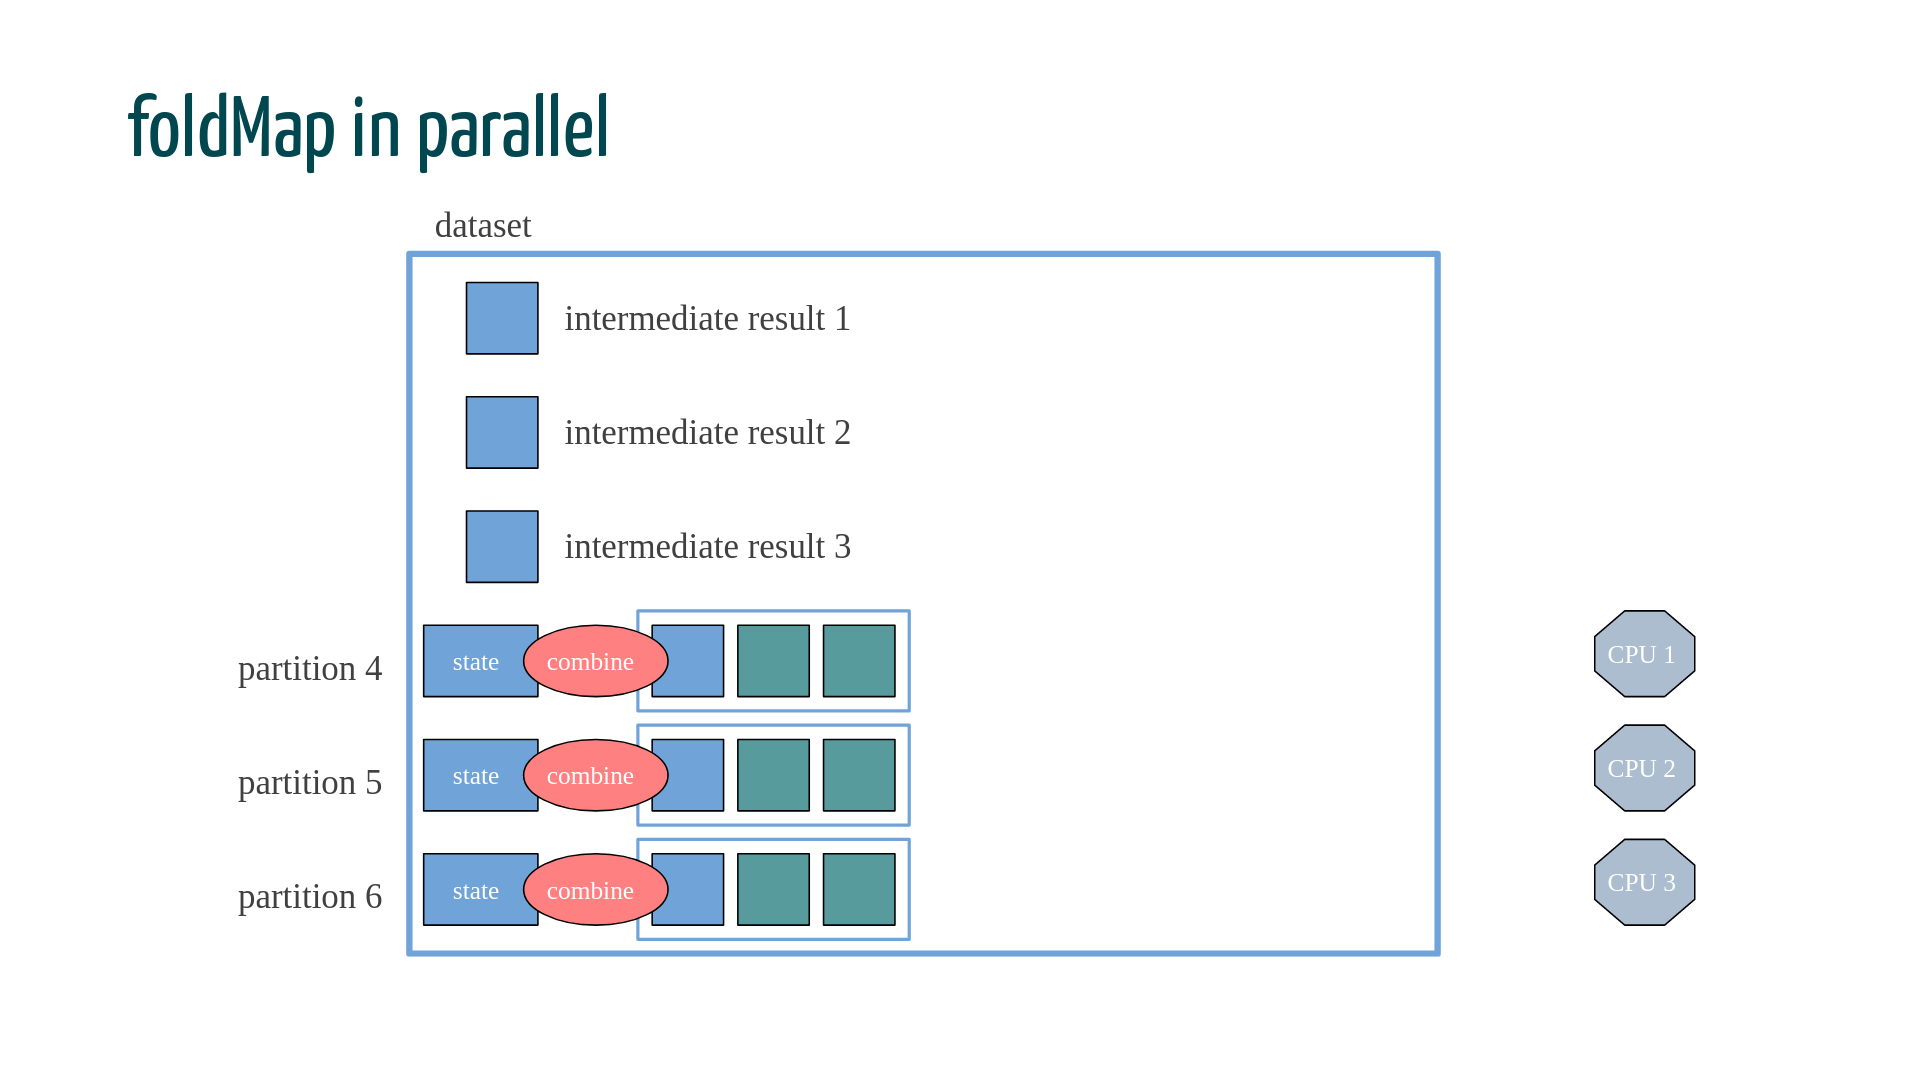 foldMap in parallel
dataset
intermediate result 1
intermediate result 2
intermediate result 3
partition 4 state combine CPU 1
partition 5 state combine CPU 2
partition 6 state combine CPU 3